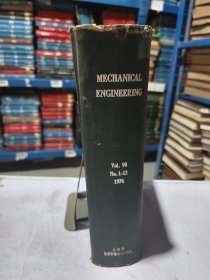 MECHANICAL
ENGINEERING
Vol. 98
No. 1-12
1976